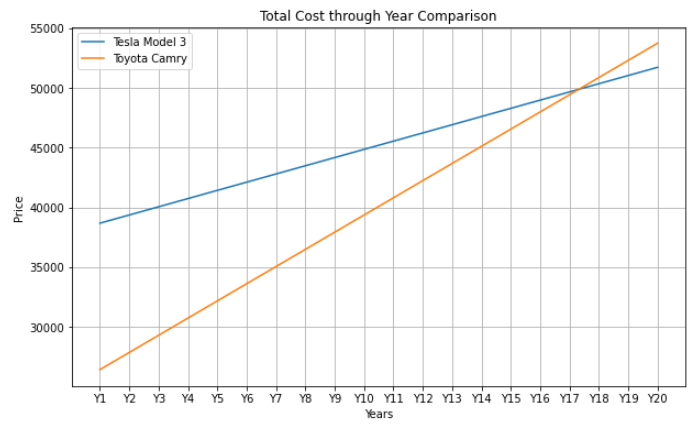 Total Cost through Year Comparison
Tesla Model 3
Toyota Camry
Price
55000
50000
45000
40000
35000
30000
Y1 Y2 Y3 Y4 Y5 Y6 Y7 Y8 Y9 Y10 Y11 Y12 Y13 Y14 Y15 Y16 Y17 Y18 Y19 Y20
Years